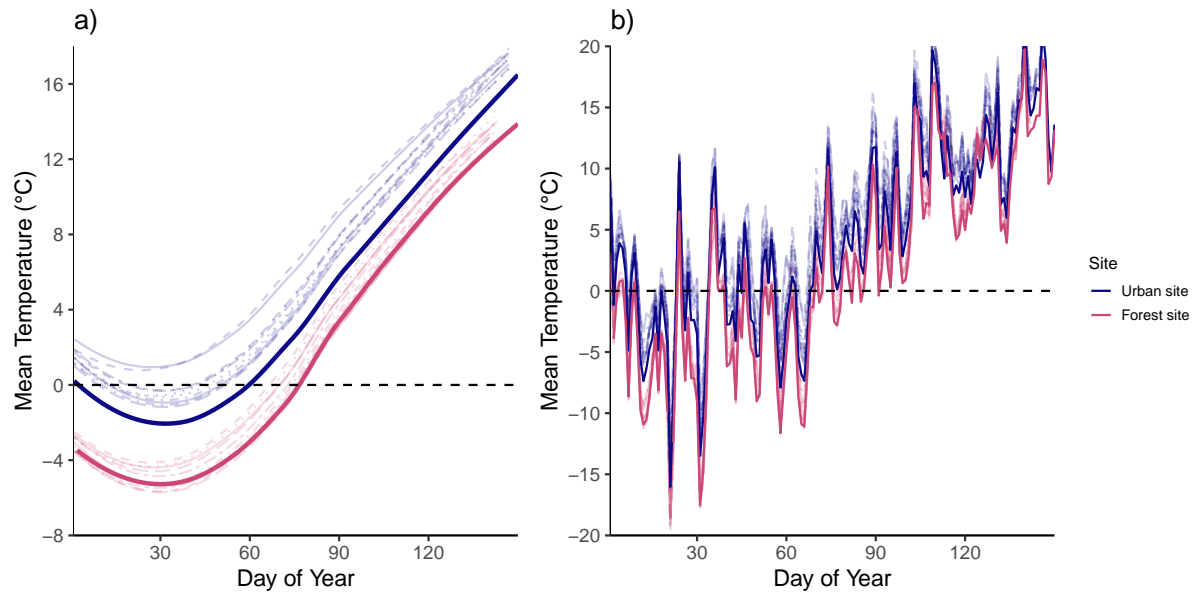 a)
Mean Temperature (°C)
16
12
8
4
0
−4
−8
30
60
90
120
Day of Year
b)
Mean Temperature (°C)
20
15
10
5
0
−5
−10
−15
−20
30
60
90
120
Day of Year
Site
Urban site
Forest site